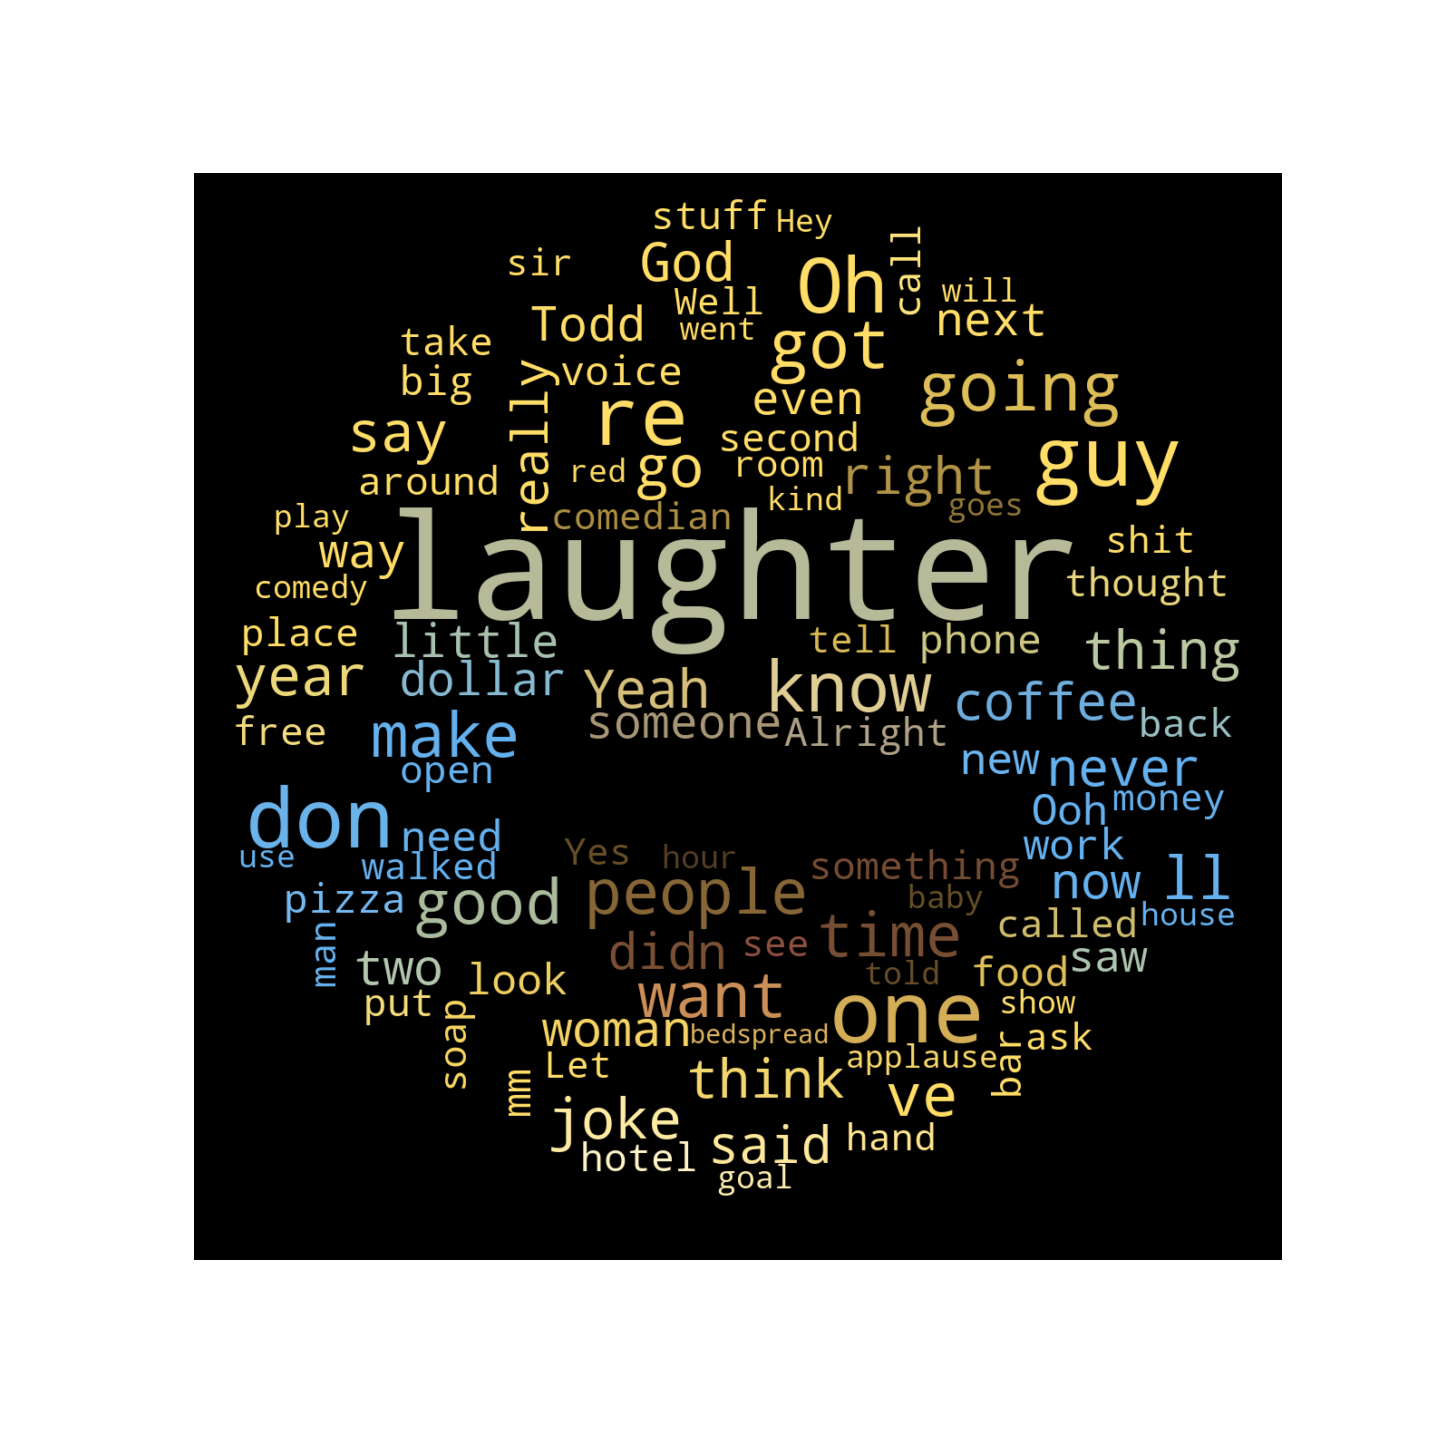 stuff Hey
sir God Oh call
Well will
Todd went next
take got
big really voice going
even
say re second guy
around red go room right
kind goes
play comedian
way laughter shit
comedy thought
place little tell phone thing
year dollar Yeah know coffee
free make someone Alright back
open new never
don Ooh money
need work
use walked Yes hour something now ll
pizza good people baby called house
man didn see time saw
two look told food
put want one show
soap woman bedspread bar ask
Let think applause
mm ve
joke said hand
hotel
goal